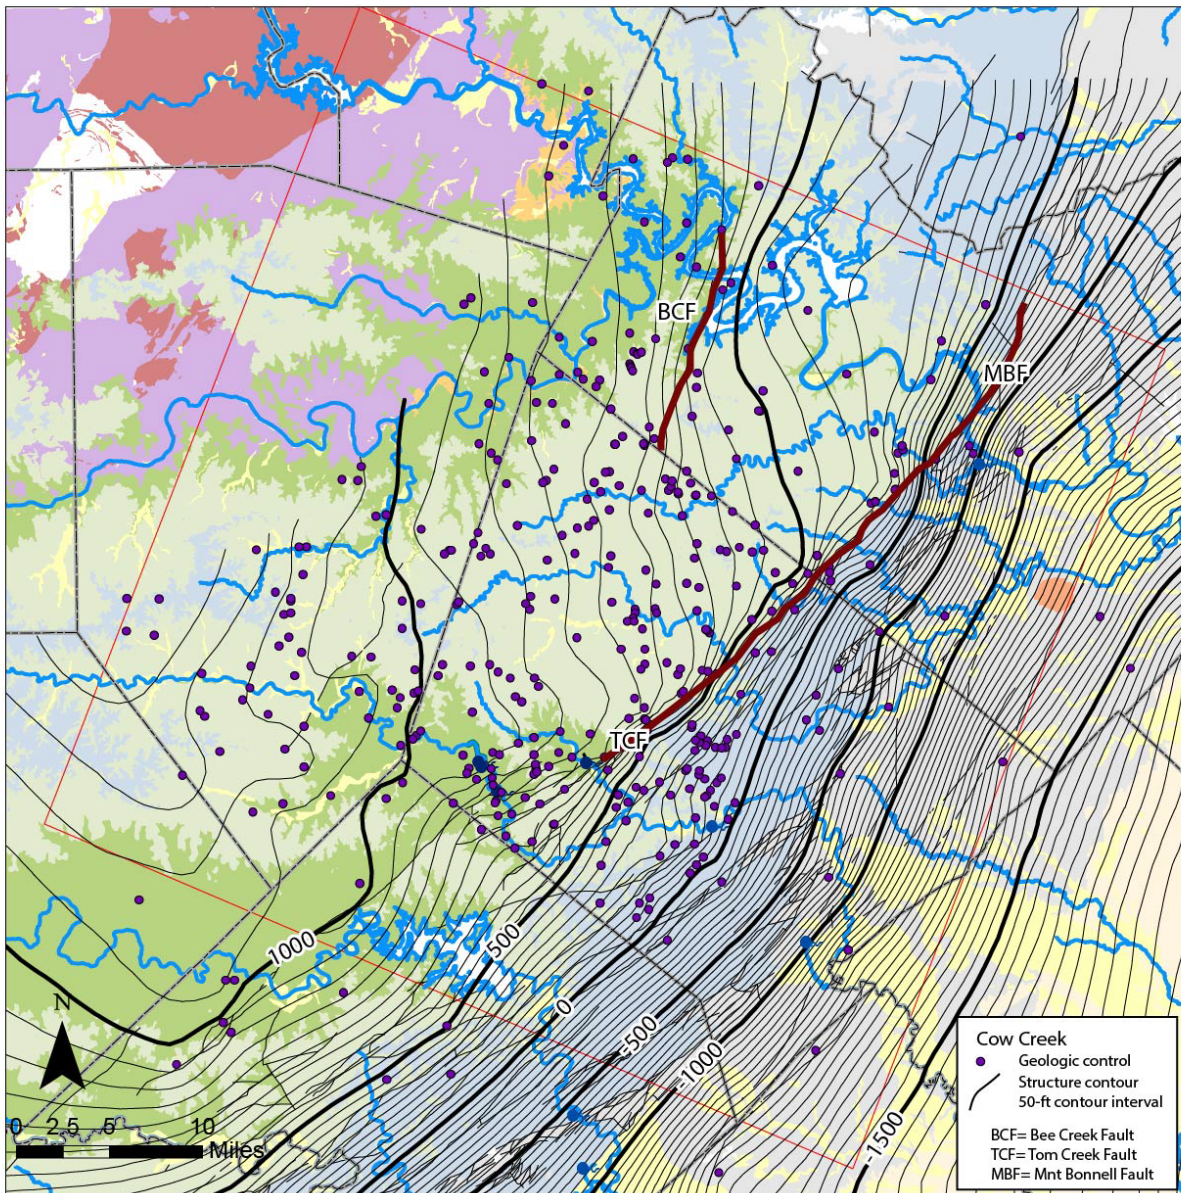 BCF
MBF
TCF
1000
500
0
-500
-1000
-1500
N
0 2.5 5 10
Miles
Cow Creek
Geologic control
Structure contour
50-ft contour interval
BCF= Bee Creek Fault
TCF= Tom Creek Fault
MBF= Mnt Bonnell Fault